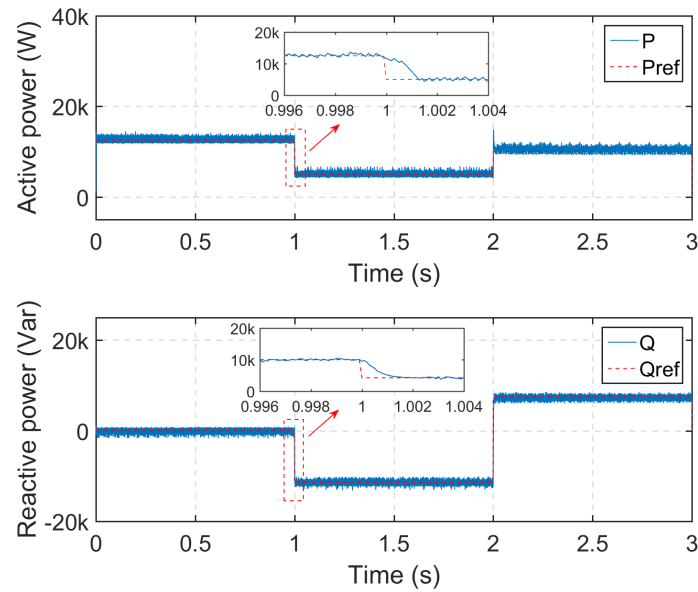 Active power (W)
40k
20k
0
20k
10k
0
0.996 0.998 1 1.002 1.004
P
Pref
0 0.5 1 1.5 2 2.5 3
Time (s)
Reactive power (Var)
20k
0
-20k
20k
10k
0
0.996 0.998 1 1.002 1.004
Q
Qref
0 0.5 1 1.5 2 2.5 3
Time (s)